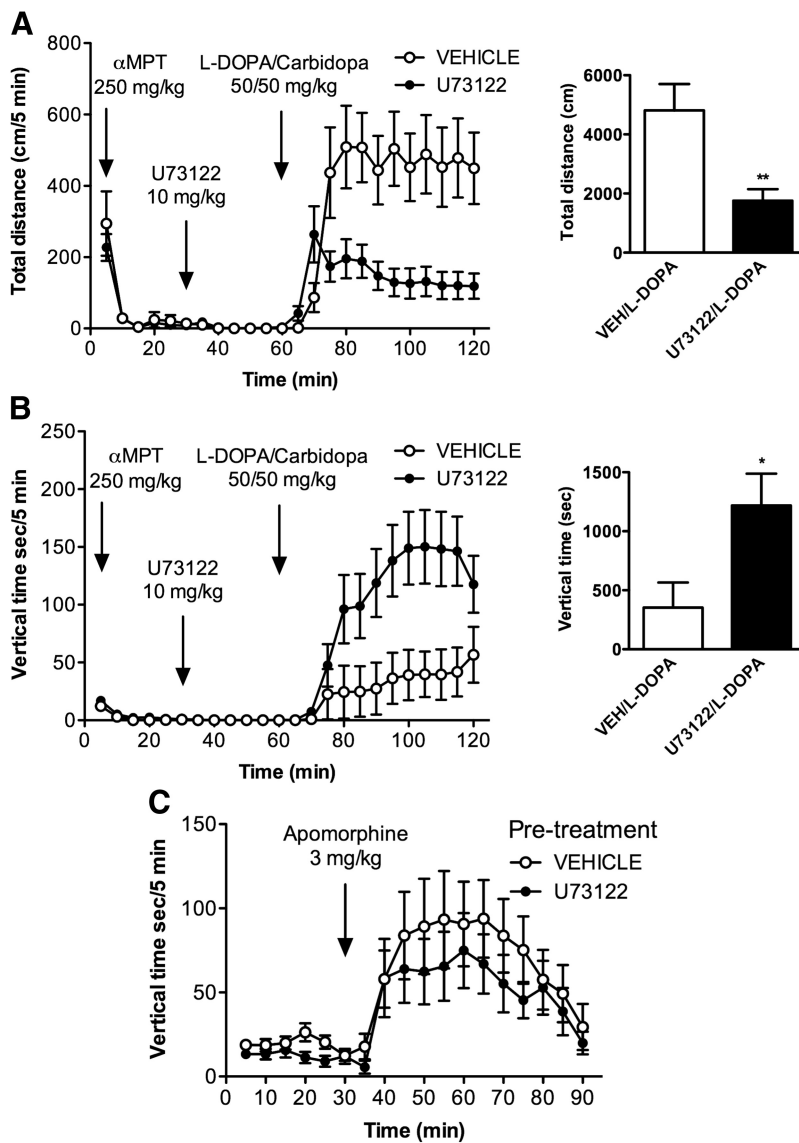 A
800
600
400
200
0
Total distance (cm/5 min)
αMPT
250 mg/kg
U73122
10 mg/kg
L-DOPA/Carbidopa
50/50 mg/kg
VEHICLE
U73122
0 20 40 60 80 100 120
Time (min)
6000
4000
2000
0
Total distance (cm)
**
VEH/L-DOPA
U73122/L-DOPA
B
250
200
150
100
50
0
Vertical time sec/5 min
αMPT
250 mg/kg
U73122
10 mg/kg
L-DOPA/Carbidopa
50/50 mg/kg
VEHICLE
U73122
0 20 40 60 80 100 120
Time (min)
1500
1000
500
0
Vertical time (sec)
*
VEH/L-DOPA
U73122/L-DOPA
C
150
100
50
0
Vertical time sec/5 min
Apomorphine
3 mg/kg
Pre-treatment
VEHICLE
U73122
0 10 20 30 40 50 60 70 80 90
Time (min)